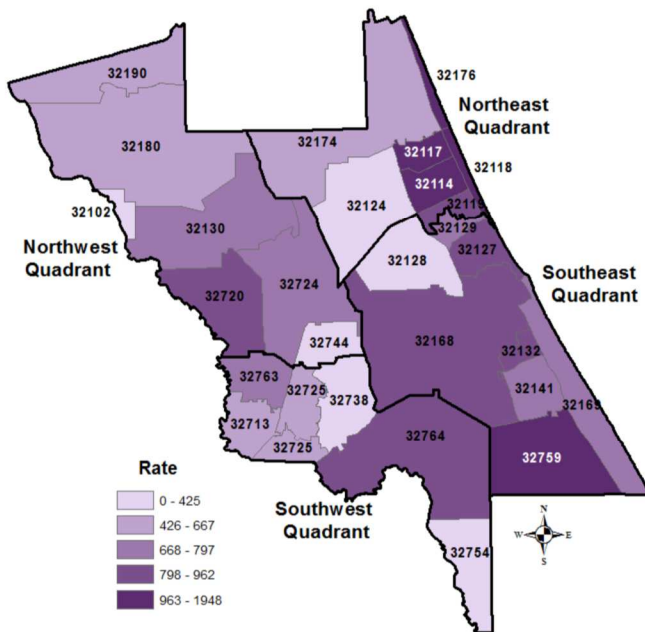 32190
32176
Northeast
Quadrant
32174
32180
32117
32118
32114
32102
32124
32119
32130
32129
32127
Northwest
Quadrant
32128
Southeast
Quadrant
32720
32724
32744
32168
32132
32763
32725
32738
32141
32169
32713
32764
32725
32759
Rate
0 - 425
426 - 667
668 - 797
798 - 962
963 - 1948
Southwest
Quadrant
N
W E
S
32754